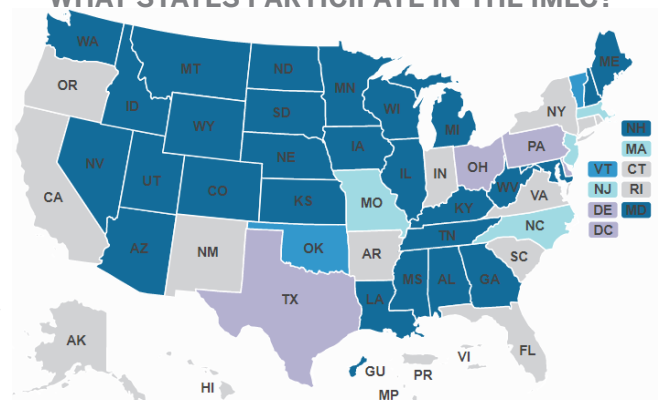 WHAT STATES PARTICIPATE IN THE IMLC?
WA
OR
CA
NV
ID
MT
WY
UT
AZ
CO
NM
ND
SD
NE
KS
OK
TX
MN
IA
MO
AR
LA
WI
IL
MS
MI
IN
KY
TN
AL
OH
WV
GA
FL
SC
NC
VA
PA
NY
ME
NH
MA
VT CT
NJ RI
DE MD
DC
AK
HI
GU
MP
PR
VI